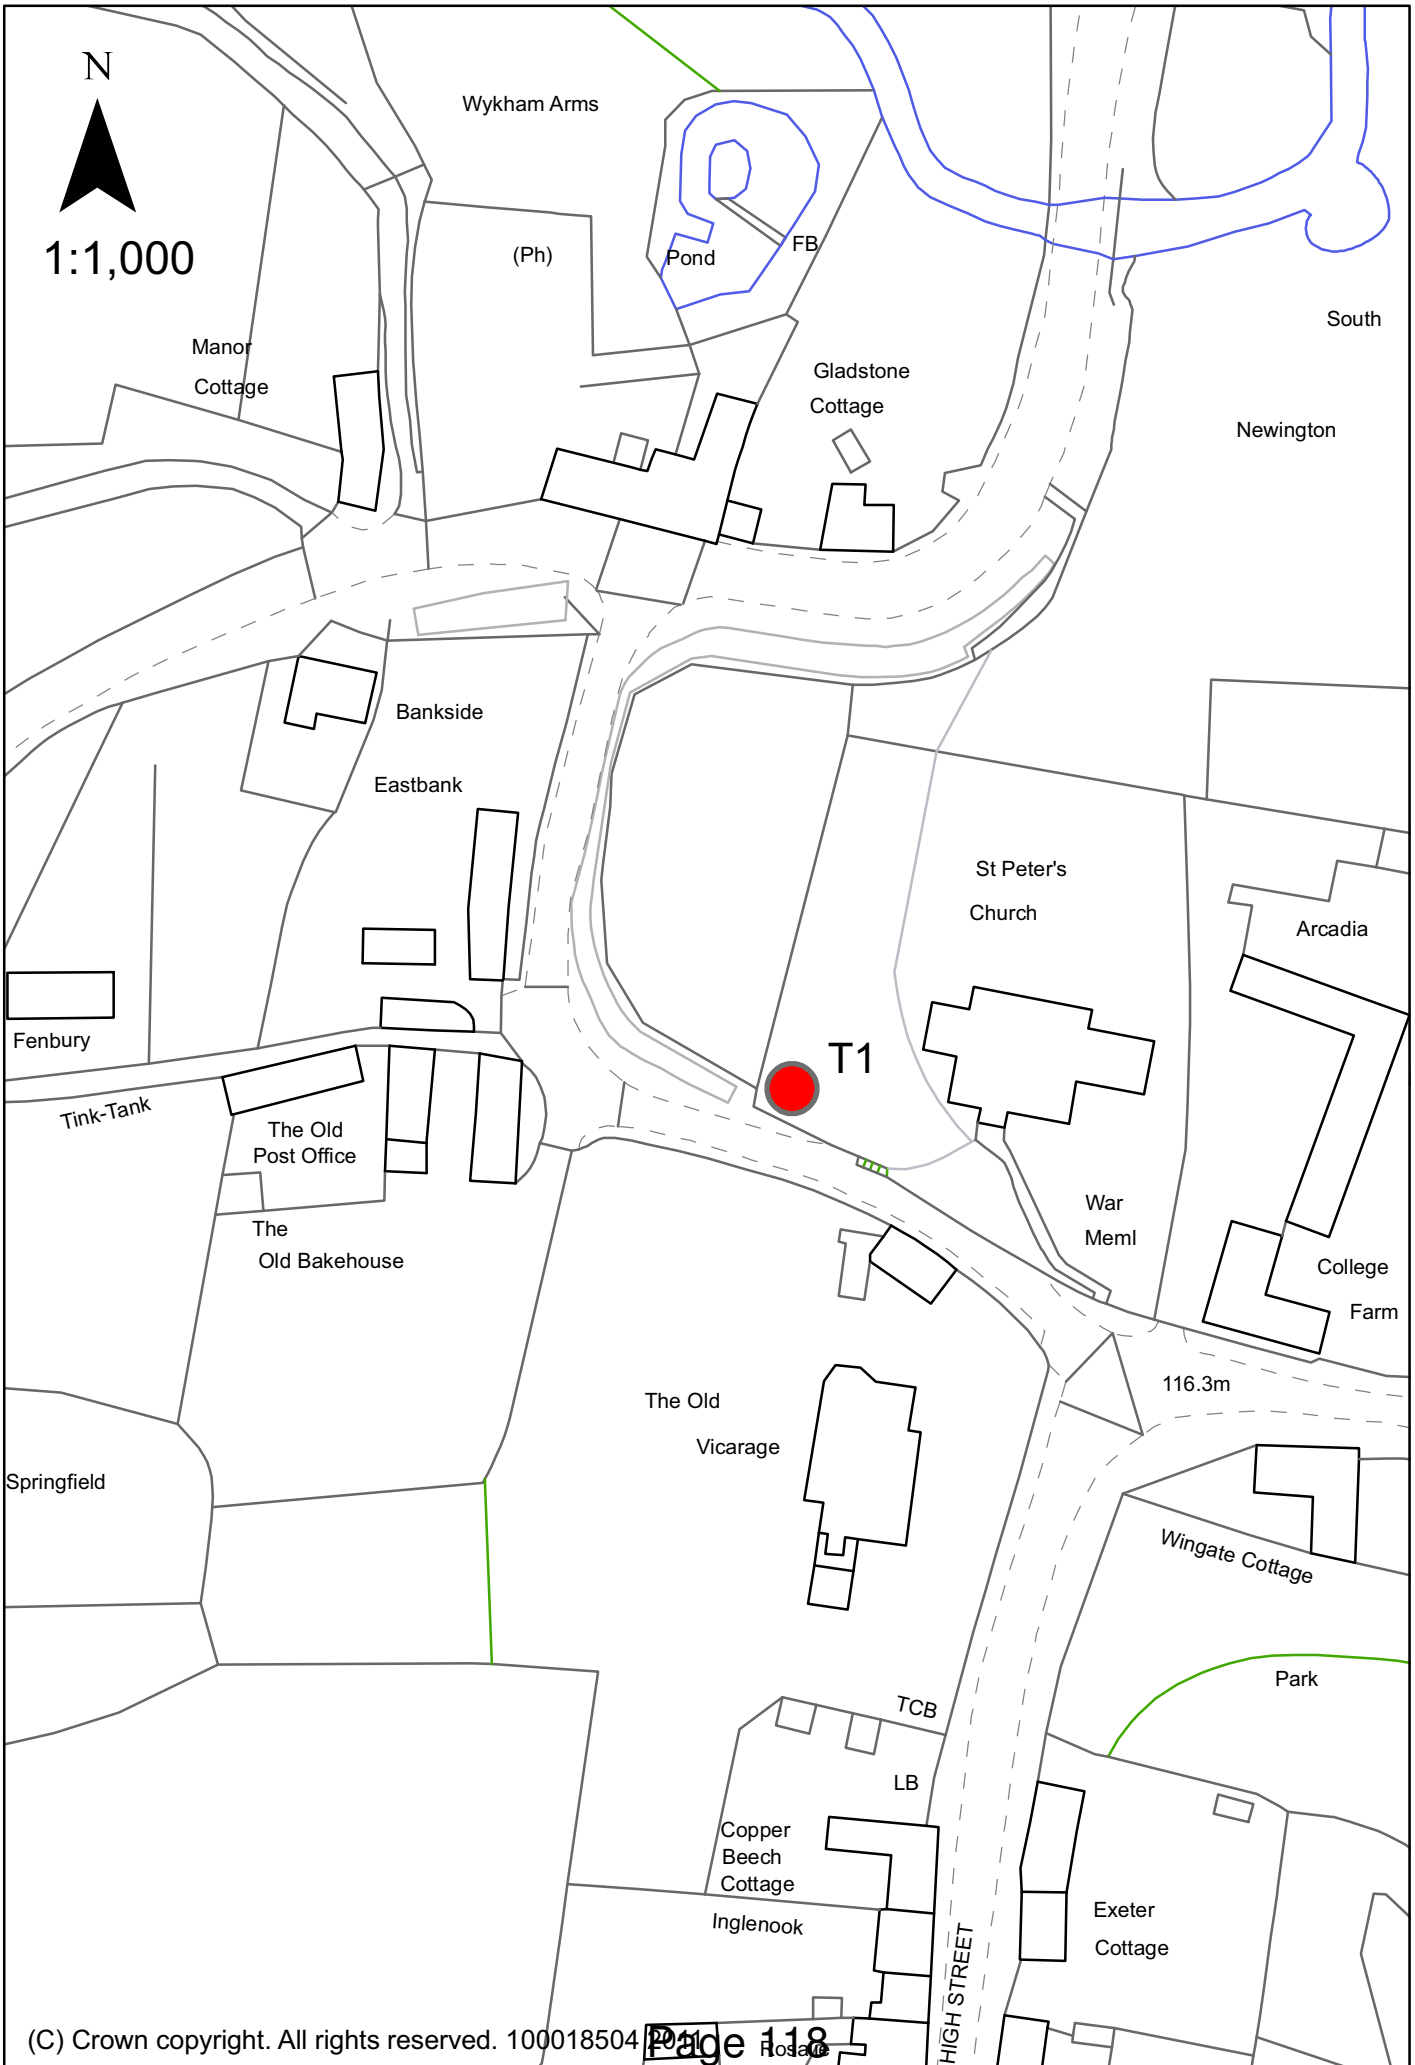 N
1:1,000
Wykham Arms
(Ph)
Pond
FB
South
Manor
Cottage
Gladstone
Cottage
Newington
Bankside
Eastbank
St Peter's
Church
Arcadia
Fenbury
T1
Tink-Tank
The Old
Post Office
War
Meml
The
Old Bakehouse
College
Farm
116.3m
The Old
Vicarage
Springfield
Wingate Cottage
Park
TCB
LB
Copper
Beech
Cottage
Exeter
Cottage
Inglenook
HIGH STREET
(C) Crown copyright. All rights reserved. 100018504 2011
Page 118